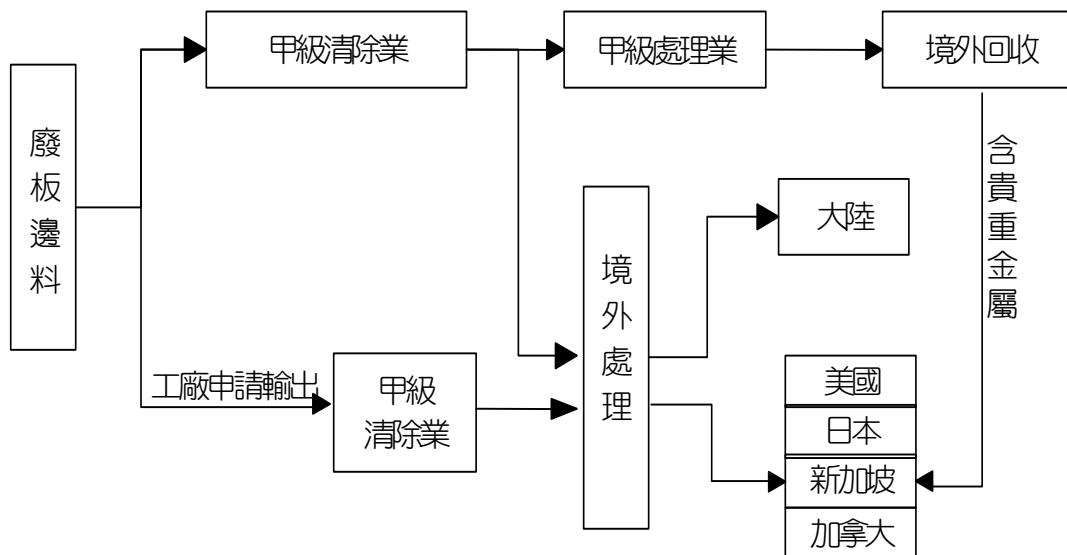 甲級清除業
甲級處理業
境外回收
廢板邊料
含貴重金屬
大陸
境外處理
工廠申請輸出
甲級
清除業
美國
日本
新加坡
加拿大